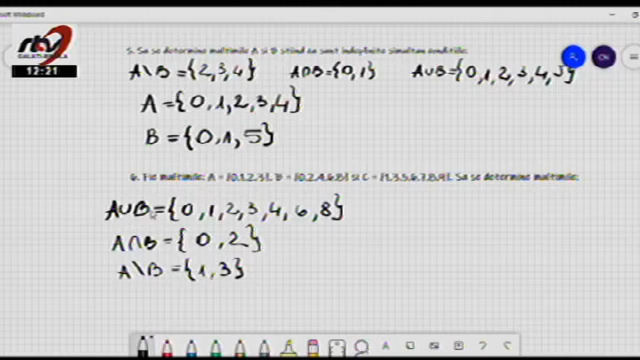 soft Whiteboard
rtv
GALATI-BRAILA
12:21
5. Sa se determine multimile A si B stiind ca sunt indeplinite simultan conditiile:
CN
A\B={2,3,4} A∩B={0,1} A∪B={0,1,2,3,4,5}
A={0,1,2,3,4}
B={0,1,5}
6. Fie multimile: A = {0,1,2,3}, B = {0,2,4,6,8} si C = {1,3,5,6,7,8,9}. Sa se determine multimile:
A∪B={0,1,2,3,4,6,8}
A∩B={0,2}
A\B={1,3}
A